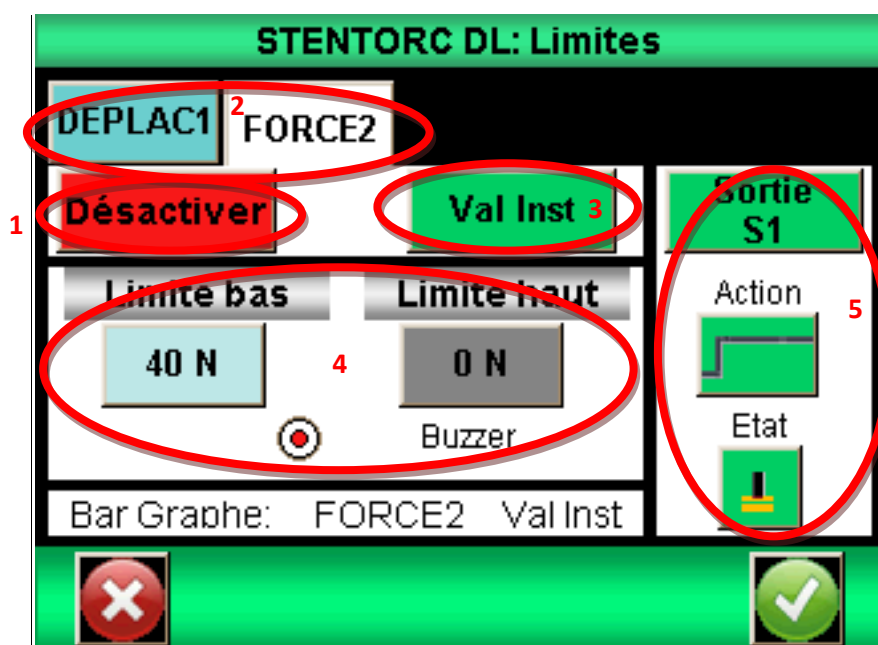 STENTORC DL: Limites
DEPLAC1 2 FORCE2
1 Désactiver Val Inst 3 Sortie S1
Limite bas Limite haut Action
5
40 N 4 0 N
Buzzer Etat
Bar Graphe: FORCE2 Val Inst